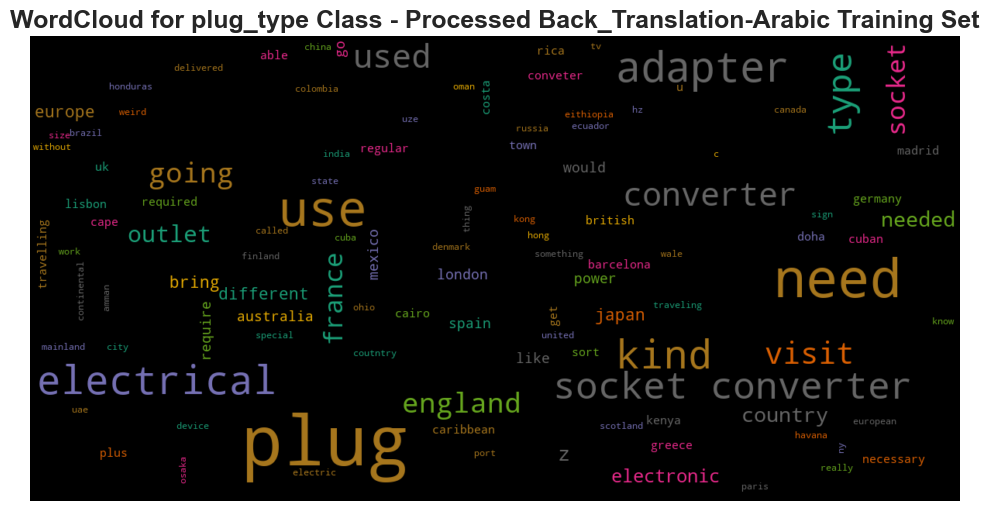 WordCloud for plug_type Class - Processed Back_Translation-Arabic Training Set
china
go
used
rica
tv
adapter
type
socket
able
delivered
conveter
u
honduras
colombia
oman
costa
europe
weird
uze
eithiopia
hz
canada
size
brazil
russia
ecuador
without
india
regular
town
c
madrid
uk
going
would
state
guam
converter
lisbon
required
use
thing
kong
british
germany
cape
sign
needed
travelling
outlet
called
cuba
mexico
hong
doha
cuban
work
finland
denmark
something
wale
continental
amman
bring
france
london
barcelona
power
need
different
require
australia
ohio
cairo
spain
get
japan
traveling
special
united
know
mainland
city
coutntry
like
sort
kind
visit
electrical
socket converter
uae
england
country
device
plug
caribbean
scotland
kenya
havana
european
plus
osaka
electric
port
z
greece
ny
really
necessary
electronic
paris